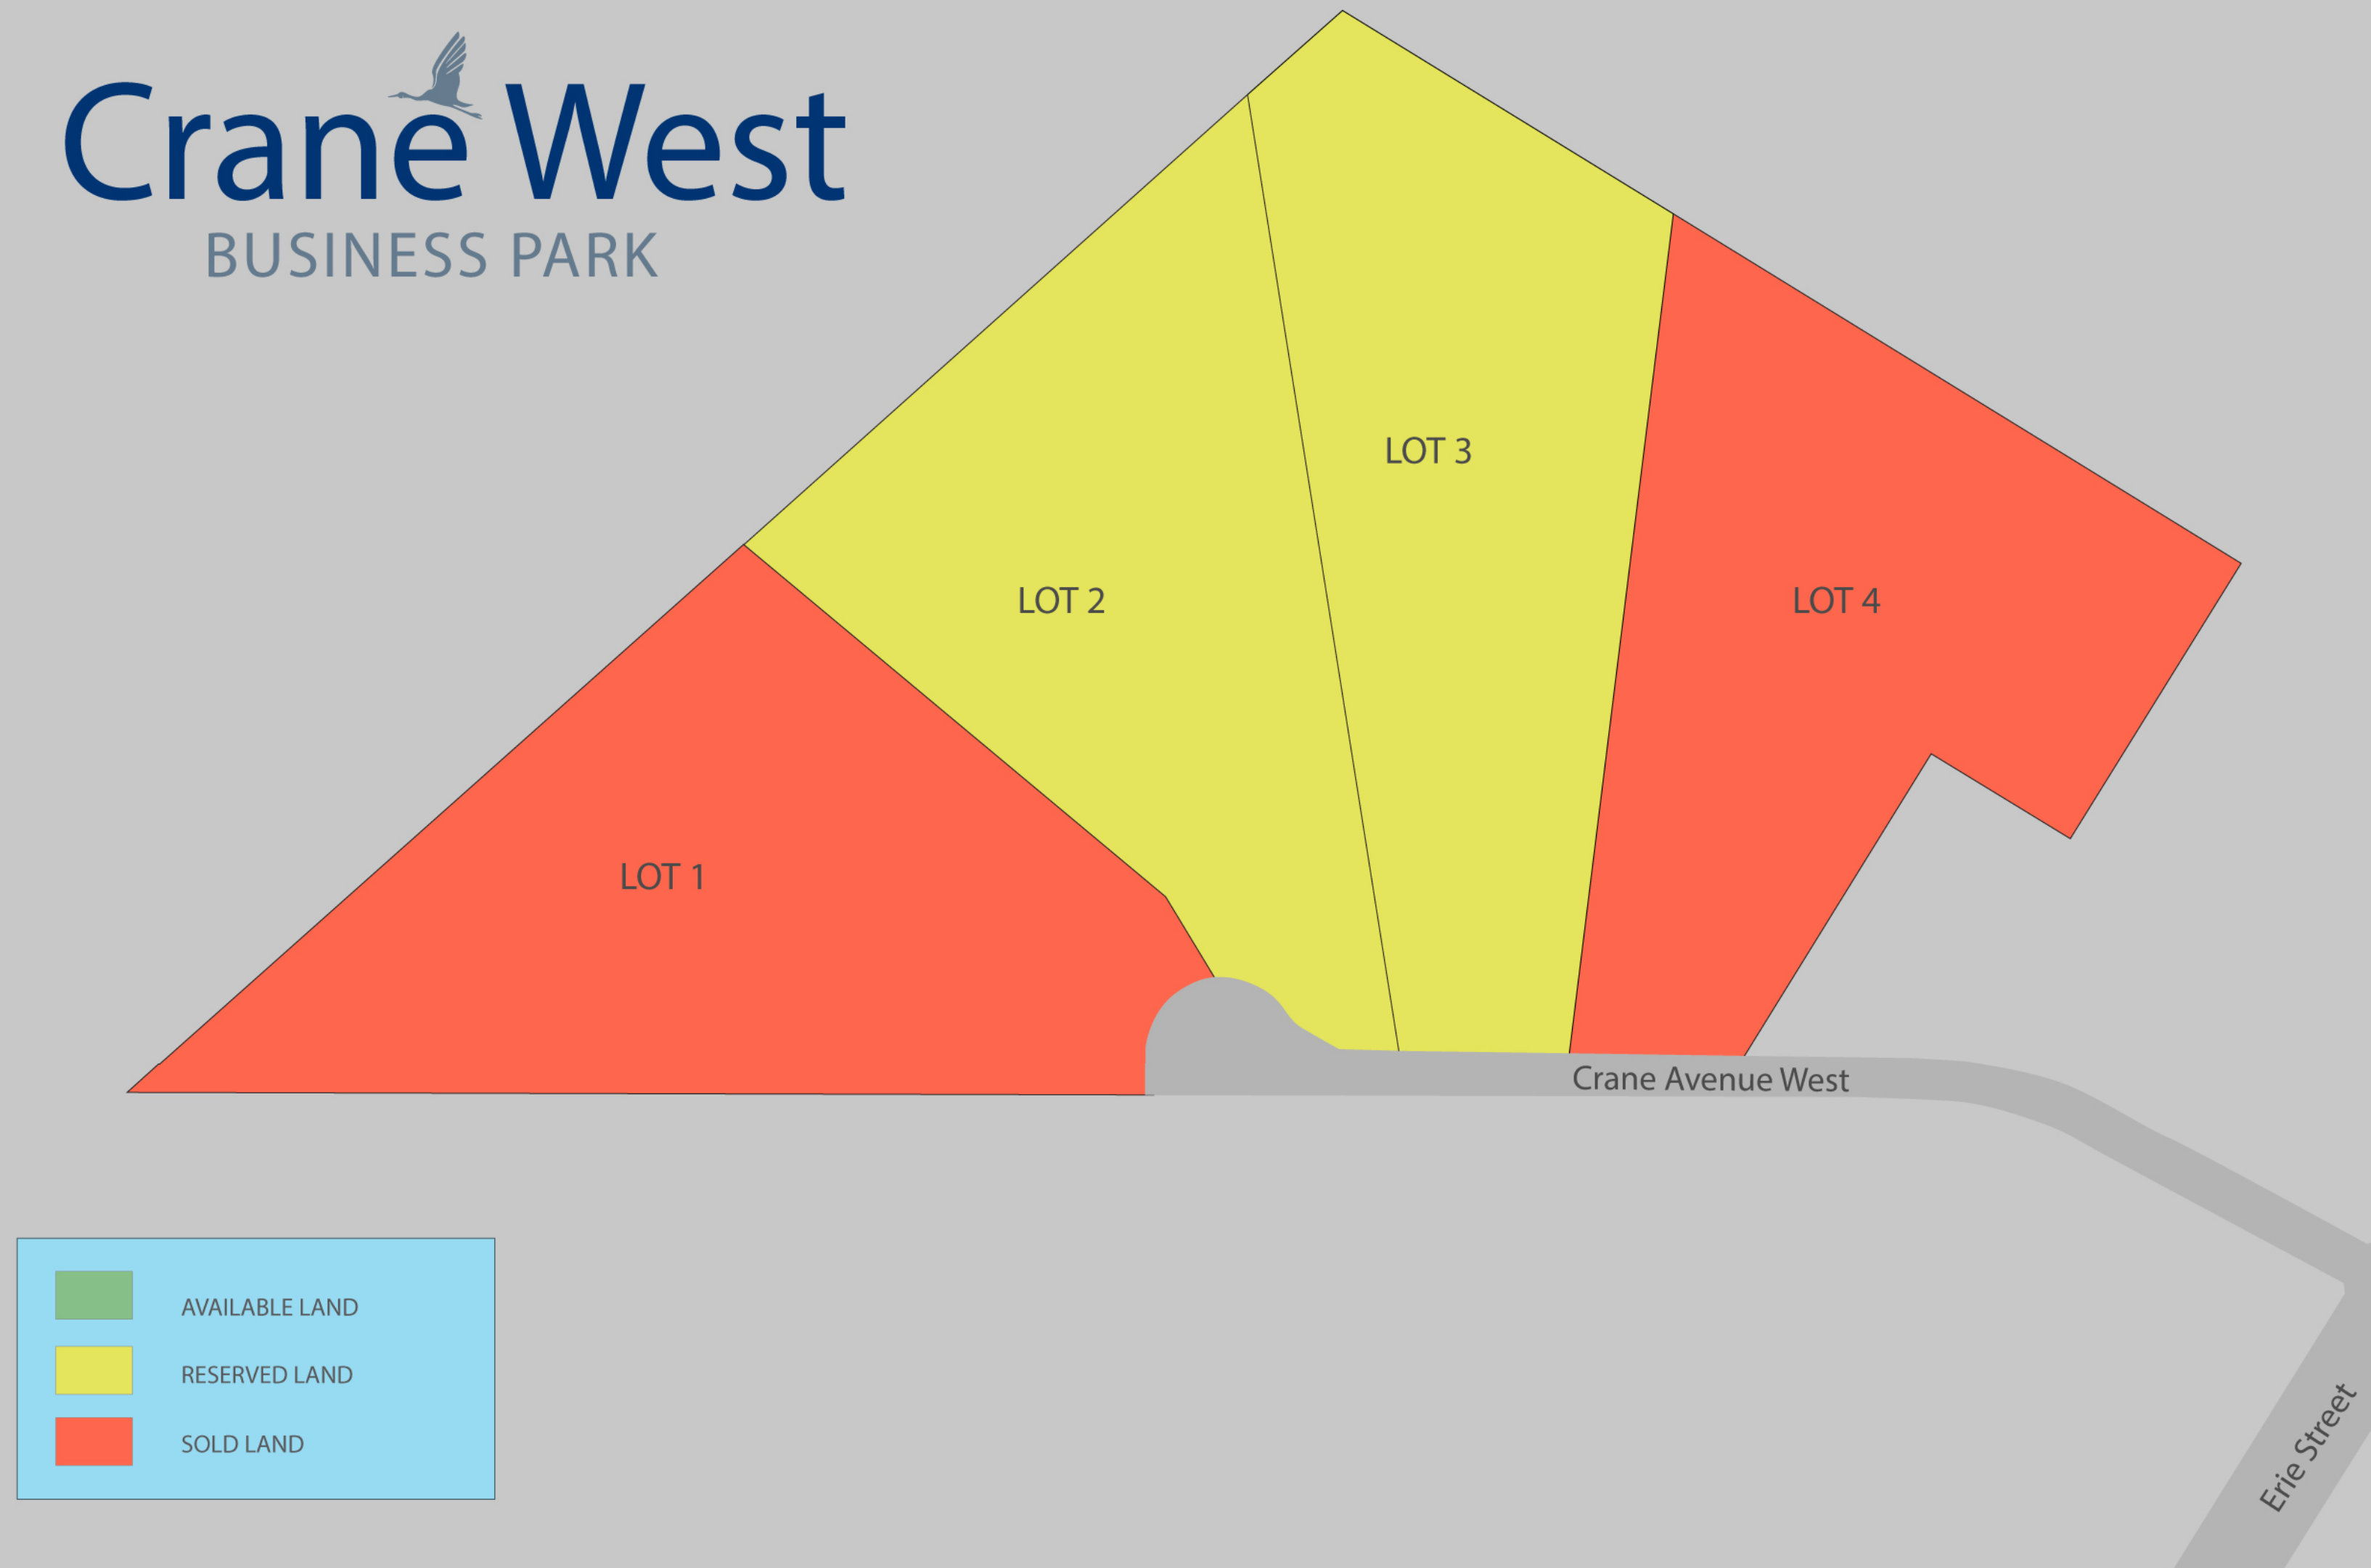 Crane West
BUSINESS PARK
LOT 3
LOT 2
LOT 4
LOT 1
Crane Avenue West
AVAILABLE LAND
RESERVED LAND
SOLD LAND
Erie Street